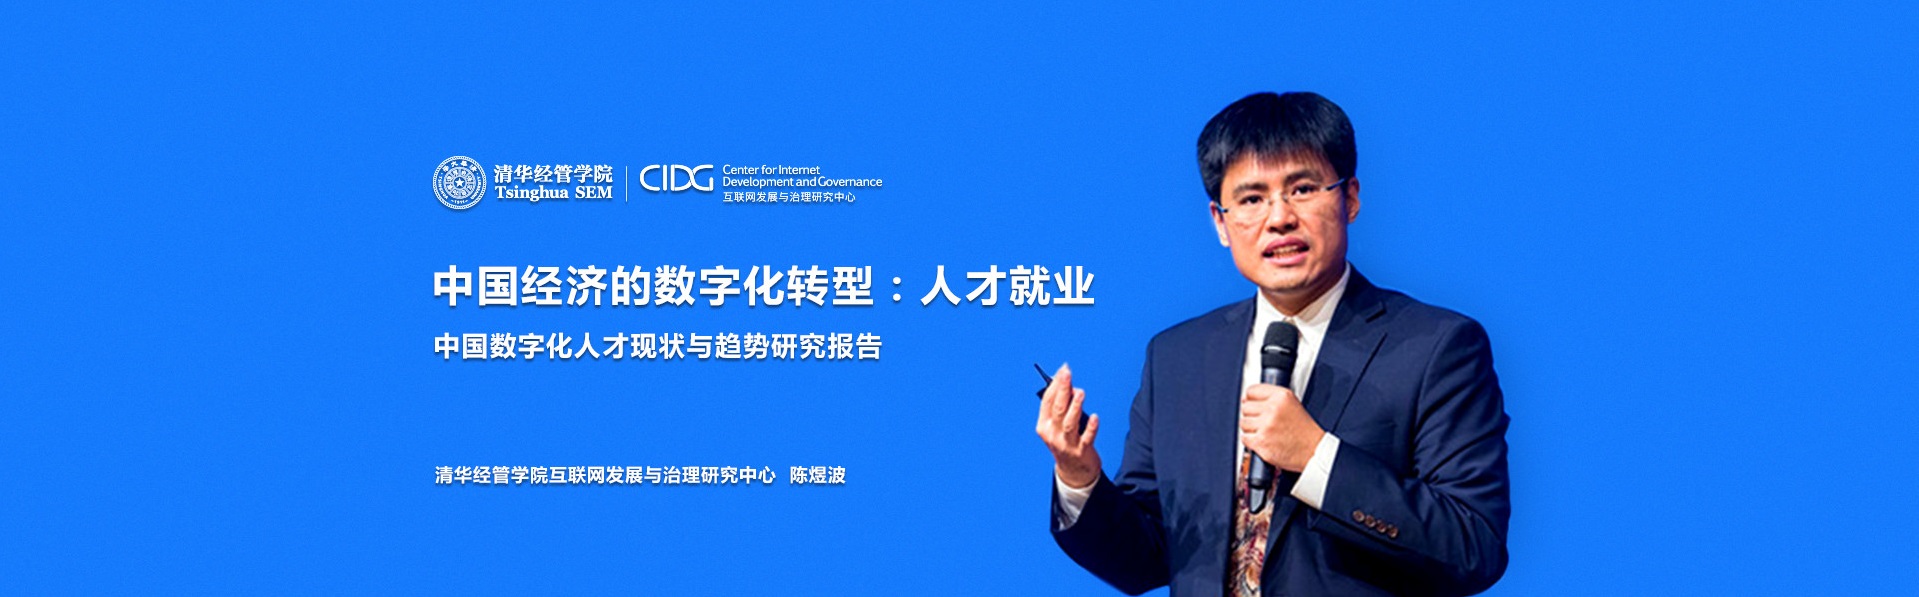 清华经管学院
Tsinghua SEM
CIDG
Center for Internet
Development and Governance
互联网发展与治理研究中心
中国经济的数字化转型：人才就业
中国数字化人才现状与趋势研究报告
清华经管学院互联网发展与治理研究中心 陈煜波